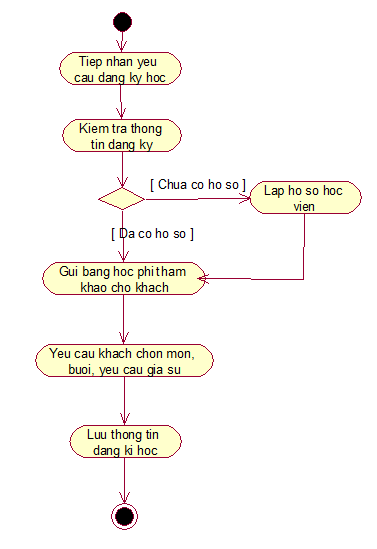 Tiep nhan yeu
cau dang ky hoc
Kiem tra thong
tin dang ky
[ Chua co ho so ]
Lap ho so hoc
vien
[ Da co ho so ]
Gui bang hoc phi tham
khao cho khach
Yeu cau khach chon mon,
buoi, yeu cau gia su
Luu thong tin
dang ki hoc